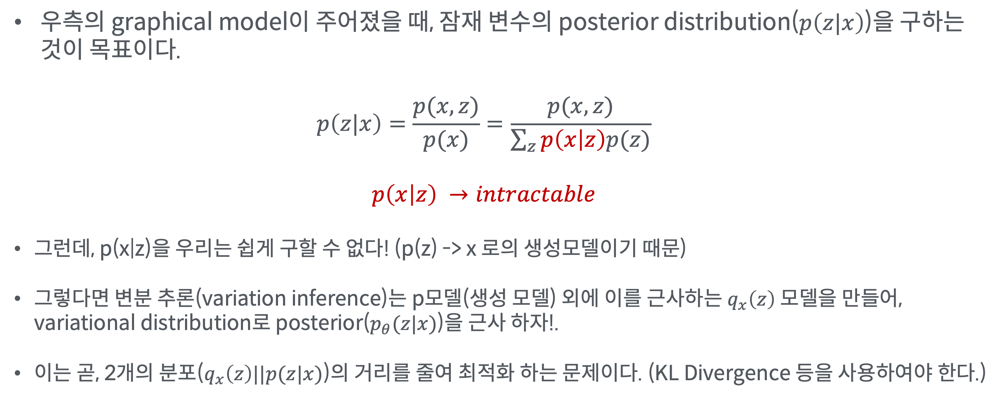 • 우측의 graphical model이 주어졌을 때, 잠재 변수의 posterior distribution(p(z|x))을 구하는
것이 목표이다.
p(z|x) = p(x, z) / p(x) = p(x, z) / ∑_z p(x|z)p(z)
p(x|z) → intractable
• 그런데, p(x|z)을 우리는 쉽게 구할 수 없다! (p(z) -> x 로의 생성모델이기 때문)
• 그렇다면 변분 추론(variation inference)는 p모델(생성 모델) 외에 이를 근사하는 q_x(z) 모델을 만들어,
variational distribution로 posterior(p_θ(z|x))을 근사 하자!.
• 이는 곧, 2개의 분포(q_x(z)||p(z|x))의 거리를 줄여 최적화 하는 문제이다. (KL Divergence 등을 사용하여야 한다.)